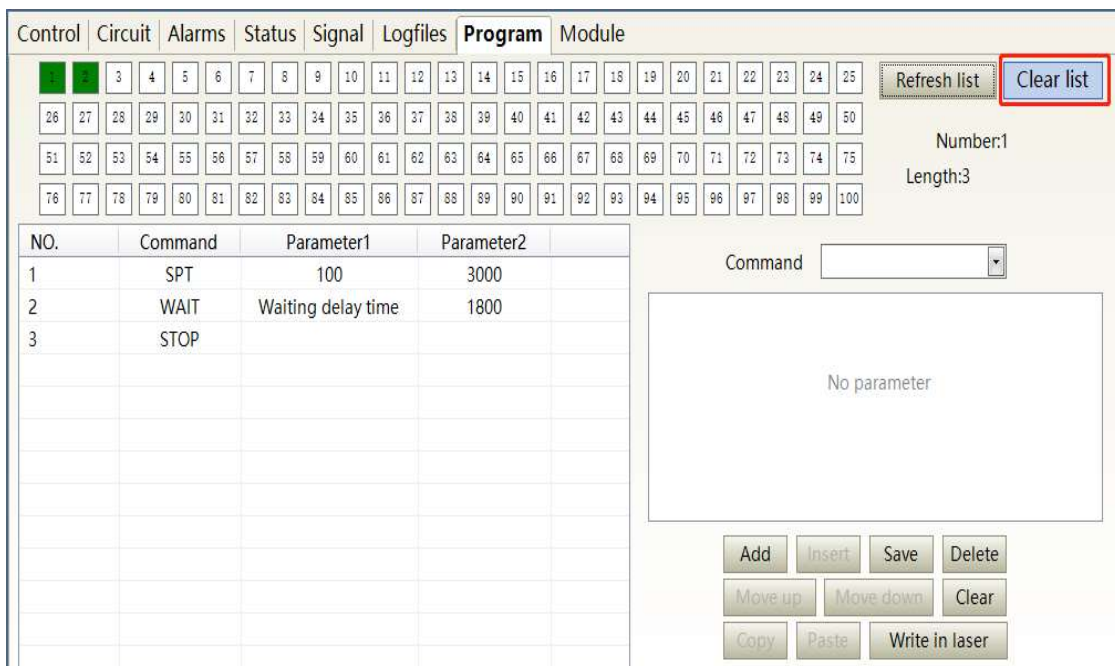 Control Circuit Alarms Status Signal Logfiles Program Module
1 2 3 4 5 6 7 8 9 10 11 12 13 14 15 16 17 18 19 20 21 22 23 24 25 Refresh list Clear list
26 27 28 29 30 31 32 33 34 35 36 37 38 39 40 41 42 43 44 45 46 47 48 49 50
Number:1
51 52 53 54 55 56 57 58 59 60 61 62 63 64 65 66 67 68 69 70 71 72 73 74 75
Length:3
76 77 78 79 80 81 82 83 84 85 86 87 88 89 90 91 92 93 94 95 96 97 98 99 100
NO. Command Parameter1 Parameter2
1 SPT 100 3000
2 WAIT Waiting delay time 1800
3 STOP
Command
No parameter
Add Insert Save Delete
Move up Move down Clear
Copy Paste Write in laser